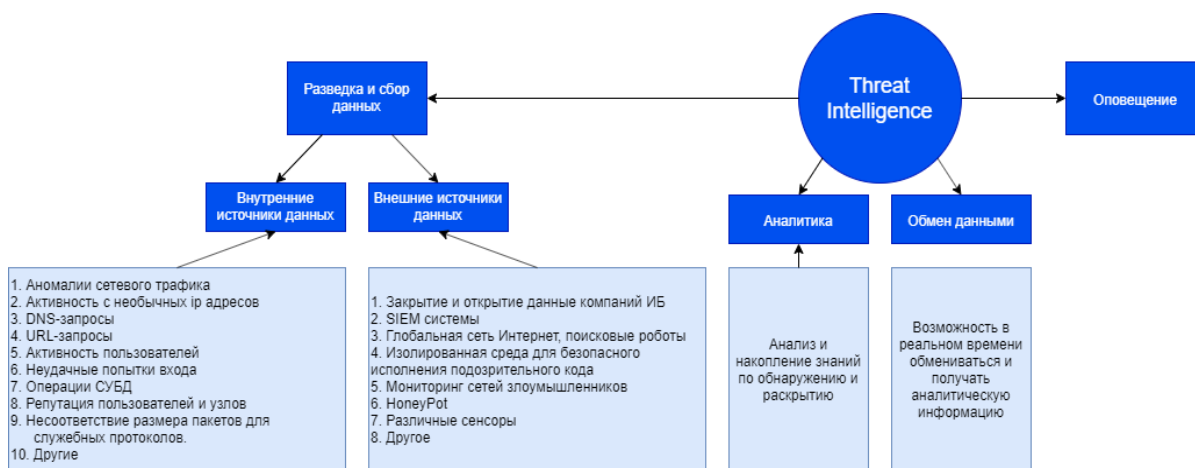 Threat
Intelligence
Разведка и сбор
данных
Оповещение
Внутренние
источники данных
Внешние источники
данных
Аналитика
Обмен данными
1. Аномалии сетевого трафика
2. Активность с необычных ip адресов
3. DNS-запросы
4. URL-запросы
5. Активность пользователей
6. Неудачные попытки входа
7. Операции СУБД
8. Репутация пользователей и узлов
9. Несоответствие размера пакетов для
служебных протоколов.
10. Другие
1. Закрытие и открытие данные компаний ИБ
2. SIEM системы
3. Глобальная сеть Интернет, поисковые роботы
4. Изолированная среда для безопасного
исполнения подозрительного кода
5. Мониторинг сетей злоумышленников
6. HoneyPot
7. Различные сенсоры
8. Другое
Анализ и
накопление знаний
по обнаружению и
раскрытию
Возможность в
реальном времени
обмениваться и
получать
аналитическую
информацию